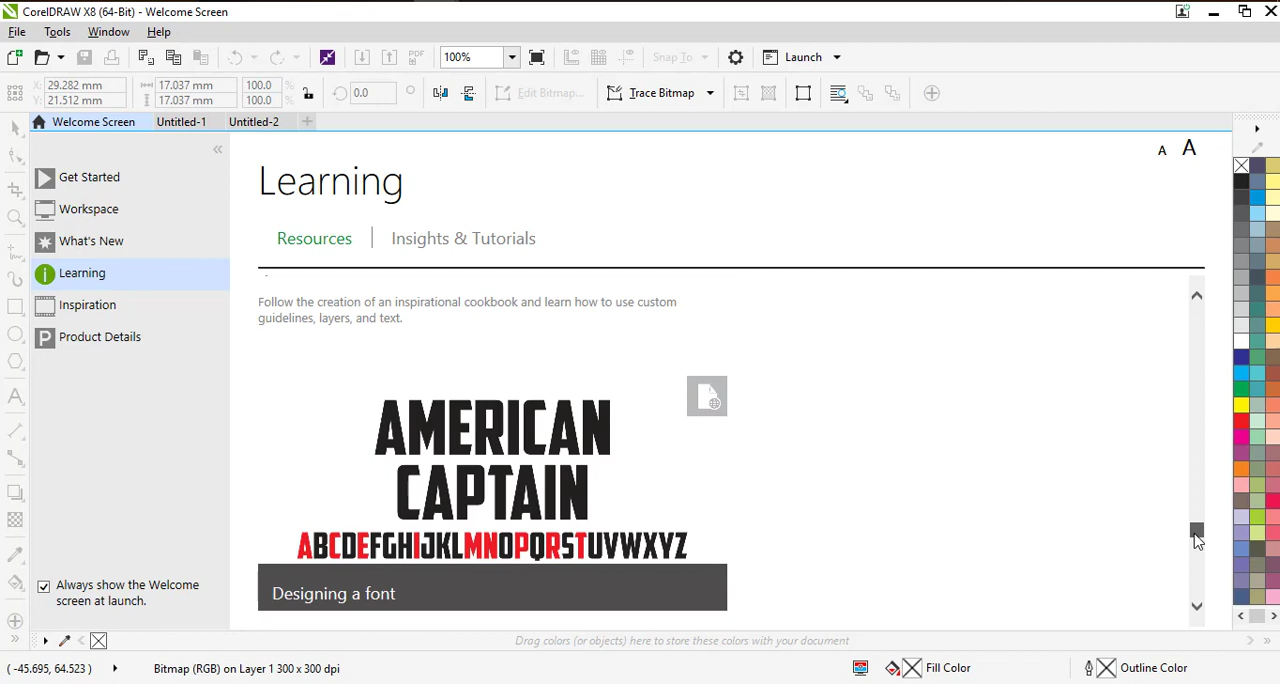 CorelDRAW X8 (64-Bit) - Welcome Screen
File Tools Window Help
100% Snap To Launch
X: 29.282 mm 17.037 mm 100.0 %
Y: 21.512 mm 17.037 mm 100.0 %
0.0 Edit Bitmap... Trace Bitmap
Welcome Screen Untitled-1 Untitled-2
Get Started
Workspace
What's New
Learning
Inspiration
Product Details
Always show the Welcome
screen at launch.
A A
Learning
Resources | Insights & Tutorials
Follow the creation of an inspirational cookbook and learn how to use custom
guidelines, layers, and text.
AMERICAN
CAPTAIN
ABCDEFGHIJKLMNOPQRSTUVWXYZ
Designing a font
Drag colors (or objects) here to store these colors with your document
( -45.695, 64.523 ) Bitmap (RGB) on Layer 1 300 x 300 dpi Fill Color Outline Color